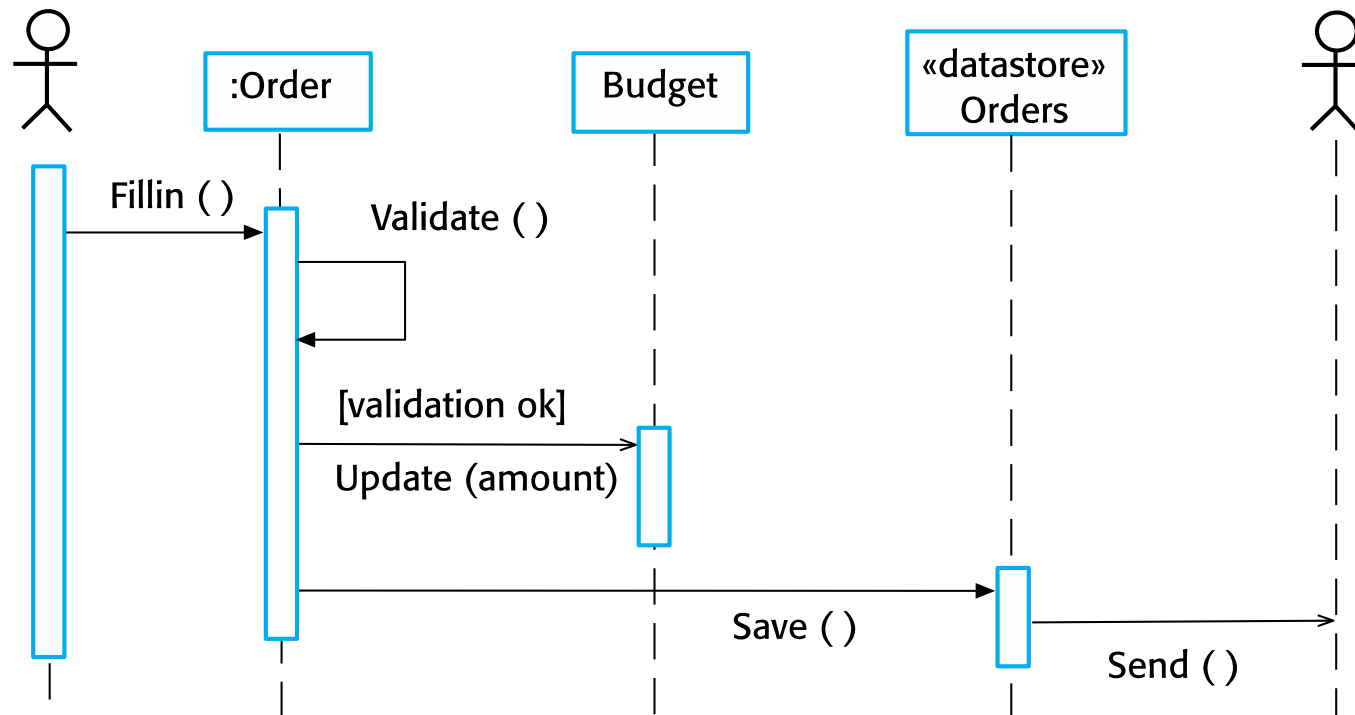 :Order
Budget
«datastore»
Orders
Fillin ( )
Validate ( )
[validation ok]
Update (amount)
Save ( )
Send ( )